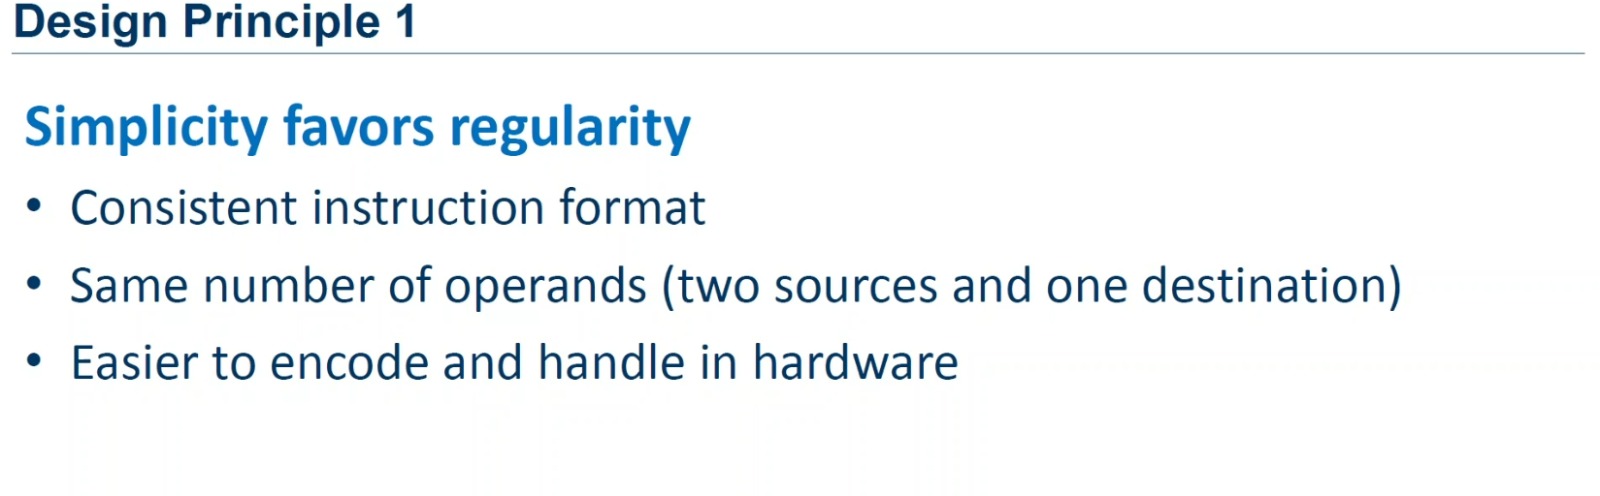 Design Principle 1
Simplicity favors regularity
• Consistent instruction format
• Same number of operands (two sources and one destination)
• Easier to encode and handle in hardware